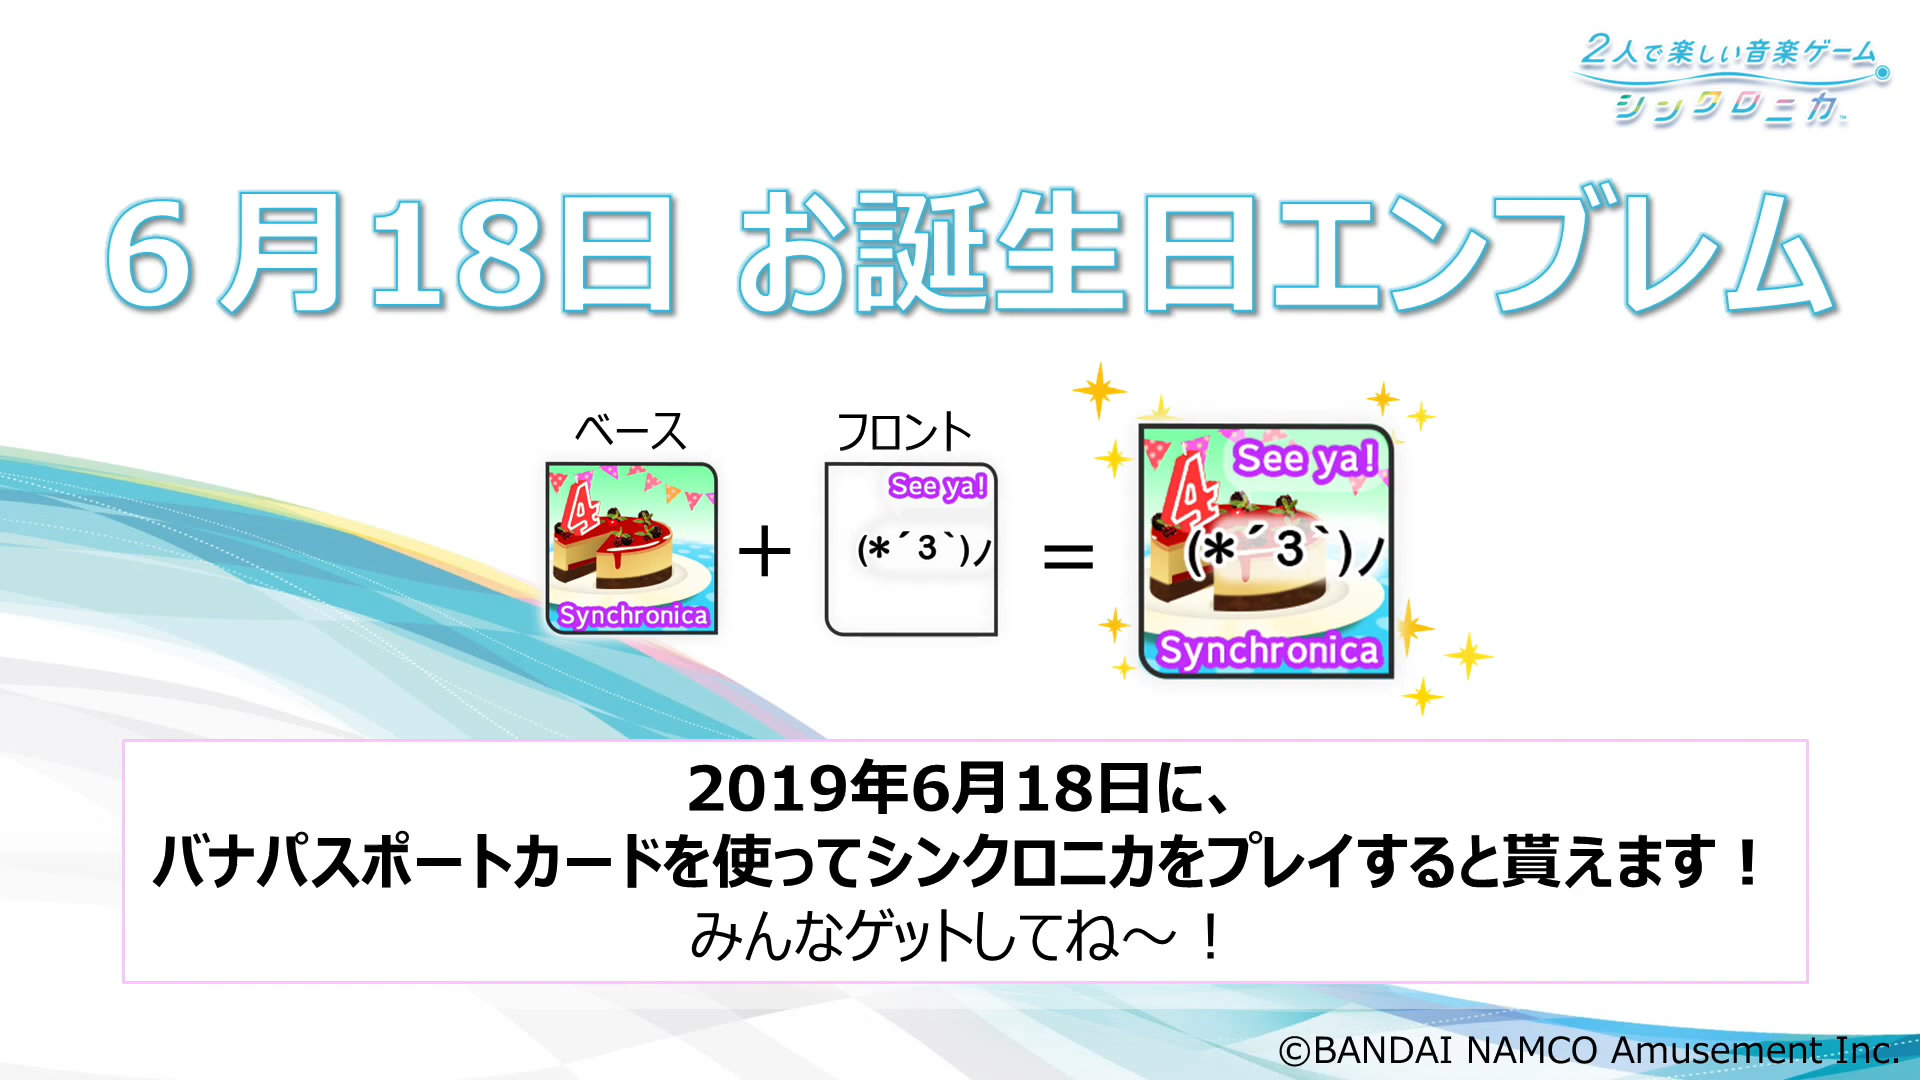 2人で楽しい音楽ゲーム
シンクロニカ™
６月18日 お誕生日エンブレム
ベース
フロント
4
Synchronica
+
See ya!
(*´3`)ノ
=
4
See ya!
(*´3`)ノ
Synchronica
2019年6月18日に、
バナパスポートカードを使ってシンクロニカをプレイすると貰えます！
みんなゲットしてね～！
©BANDAI NAMCO Amusement Inc.